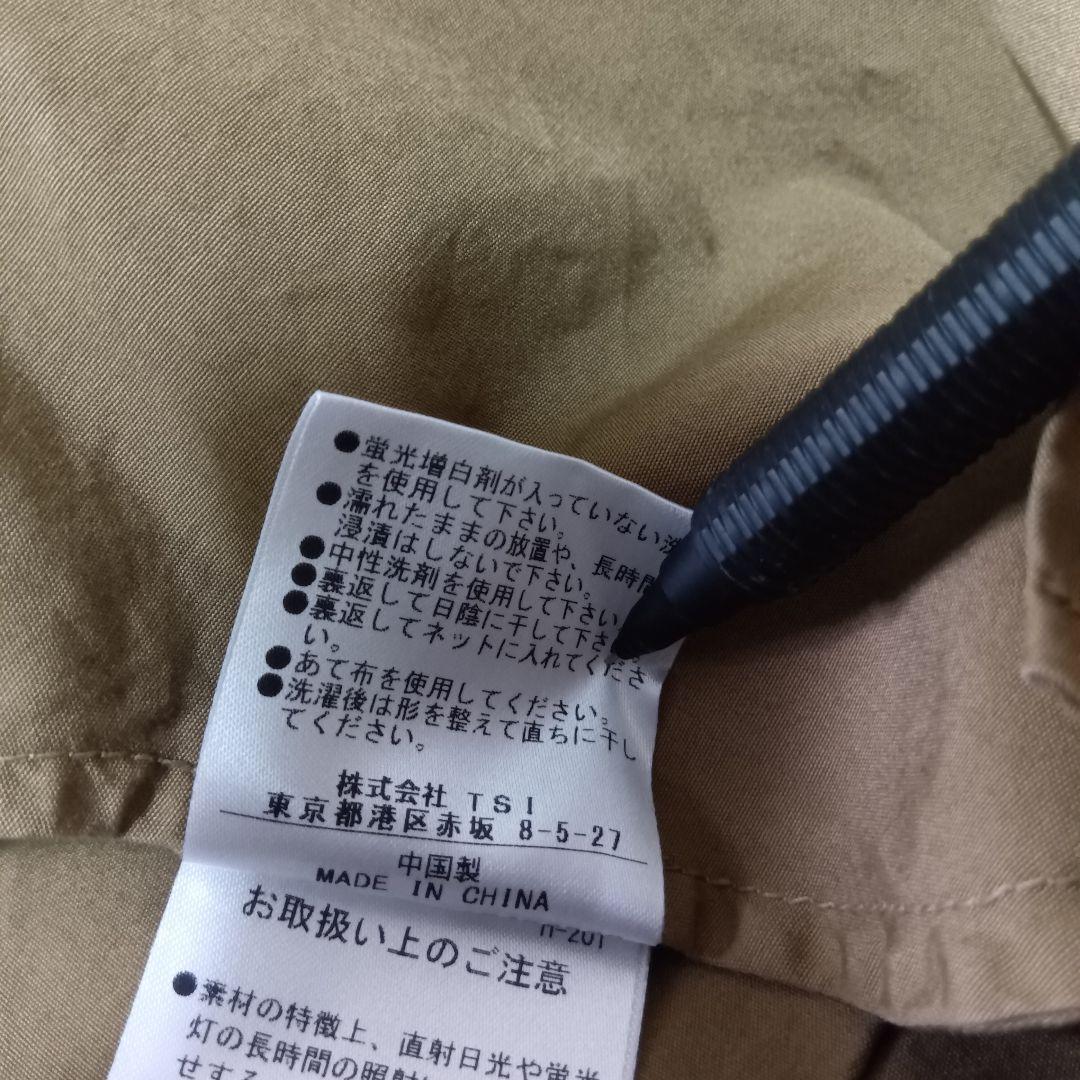 ●蛍光増白剤が入っていない洗
を使用して下さい。
●濡れたままの放置や、長時間
浸漬はしないで下さい。
●中性洗剤を使用して下さい
●裏返して日陰に干して下さ
●裏返してネットに入れてくださ
い。
●あて布を使用してください。
●洗濯後は形を整えて直ちに干し
てください。
株式会社 TSI
東京都港区赤坂 8-5-27
中国製
MADE IN CHINA
お取扱い上のご注意
●素材の特徴上、直射日光や蛍光
灯の長時間の照射
せする